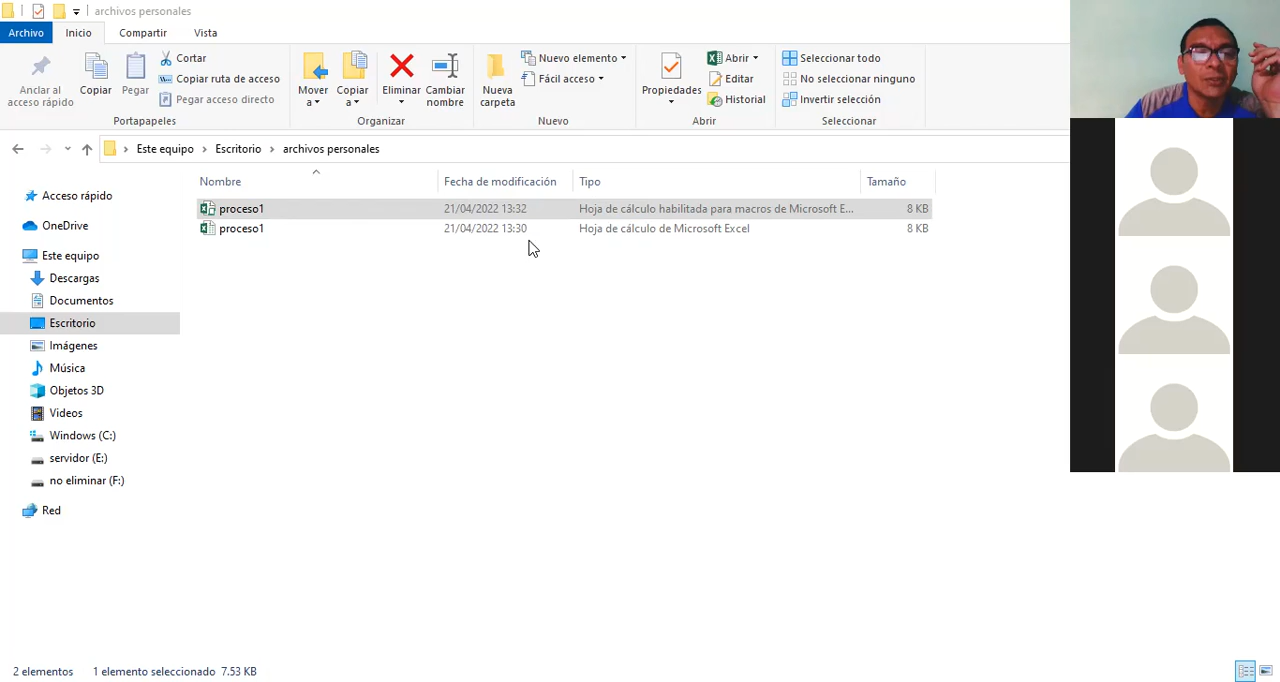 archivos personales
Archivo Inicio Compartir Vista
Anclar al acceso rápido
Copiar
Pegar
Cortar
Copiar ruta de acceso
Pegar acceso directo
Portapapeles
Mover a
Copiar a
Eliminar
Cambiar nombre
Organizar
Nueva carpeta
Nuevo elemento
Fácil acceso
Nuevo
Propiedades
Abrir
Editar
Historial
Abrir
Seleccionar todo
No seleccionar ninguno
Invertir selección
Seleccionar
Este equipo > Escritorio > archivos personales
Nombre Fecha de modificación Tipo Tamaño
proceso1 21/04/2022 13:32 Hoja de cálculo habilitada para macros de Microsoft E... 8 KB
proceso1 21/04/2022 13:30 Hoja de cálculo de Microsoft Excel 8 KB
Acceso rápido
OneDrive
Este equipo
Descargas
Documentos
Escritorio
Imágenes
Música
Objetos 3D
Videos
Windows (C:)
servidor (E:)
no eliminar (F:)
Red
2 elementos 1 elemento seleccionado 7.53 KB